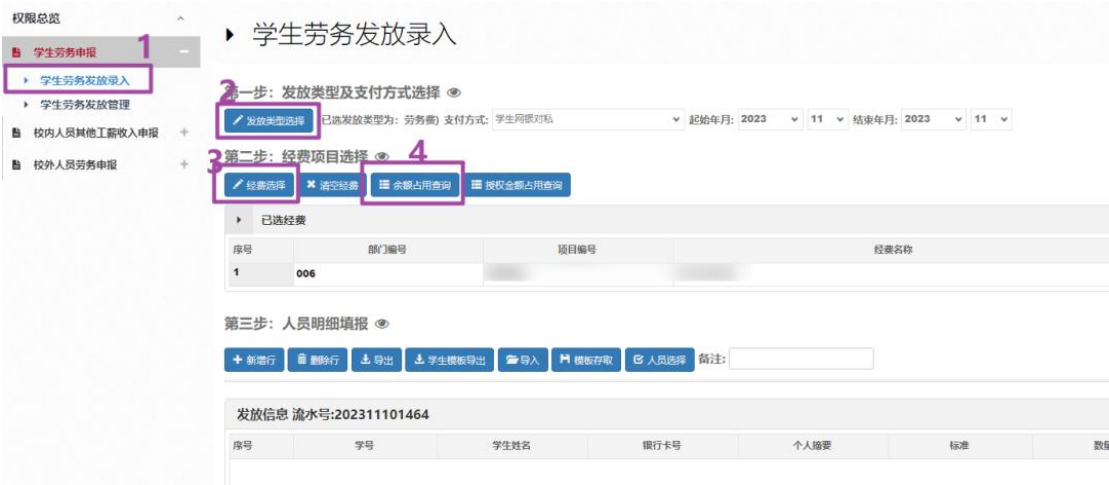 权限总览
1
学生劳务申报
学生劳务发放录入
学生劳务发放管理
校内人员其他工薪收入申报
校外人员劳务申报
学生劳务发放录入
2
第一步：发放类型及支付方式选择
发放类型选择 已选发放类型为：劳务费) 支付方式： 学生网银对私 起始年月： 2023 11 结束年月： 2023 11
3
第二步：经费项目选择
4
经费选择 清空经费 余额占用查询 授权金额占用查询
已选经费
序号 部门编号 项目编号 经费名称
1 006
第三步：人员明细填报
新增行 删除行 导出 学生模板导出 导入 模板存取 人员选择 备注:
发放信息 流水号:202311101464
序号 学号 学生姓名 银行卡号 个人摘要 标准 数量